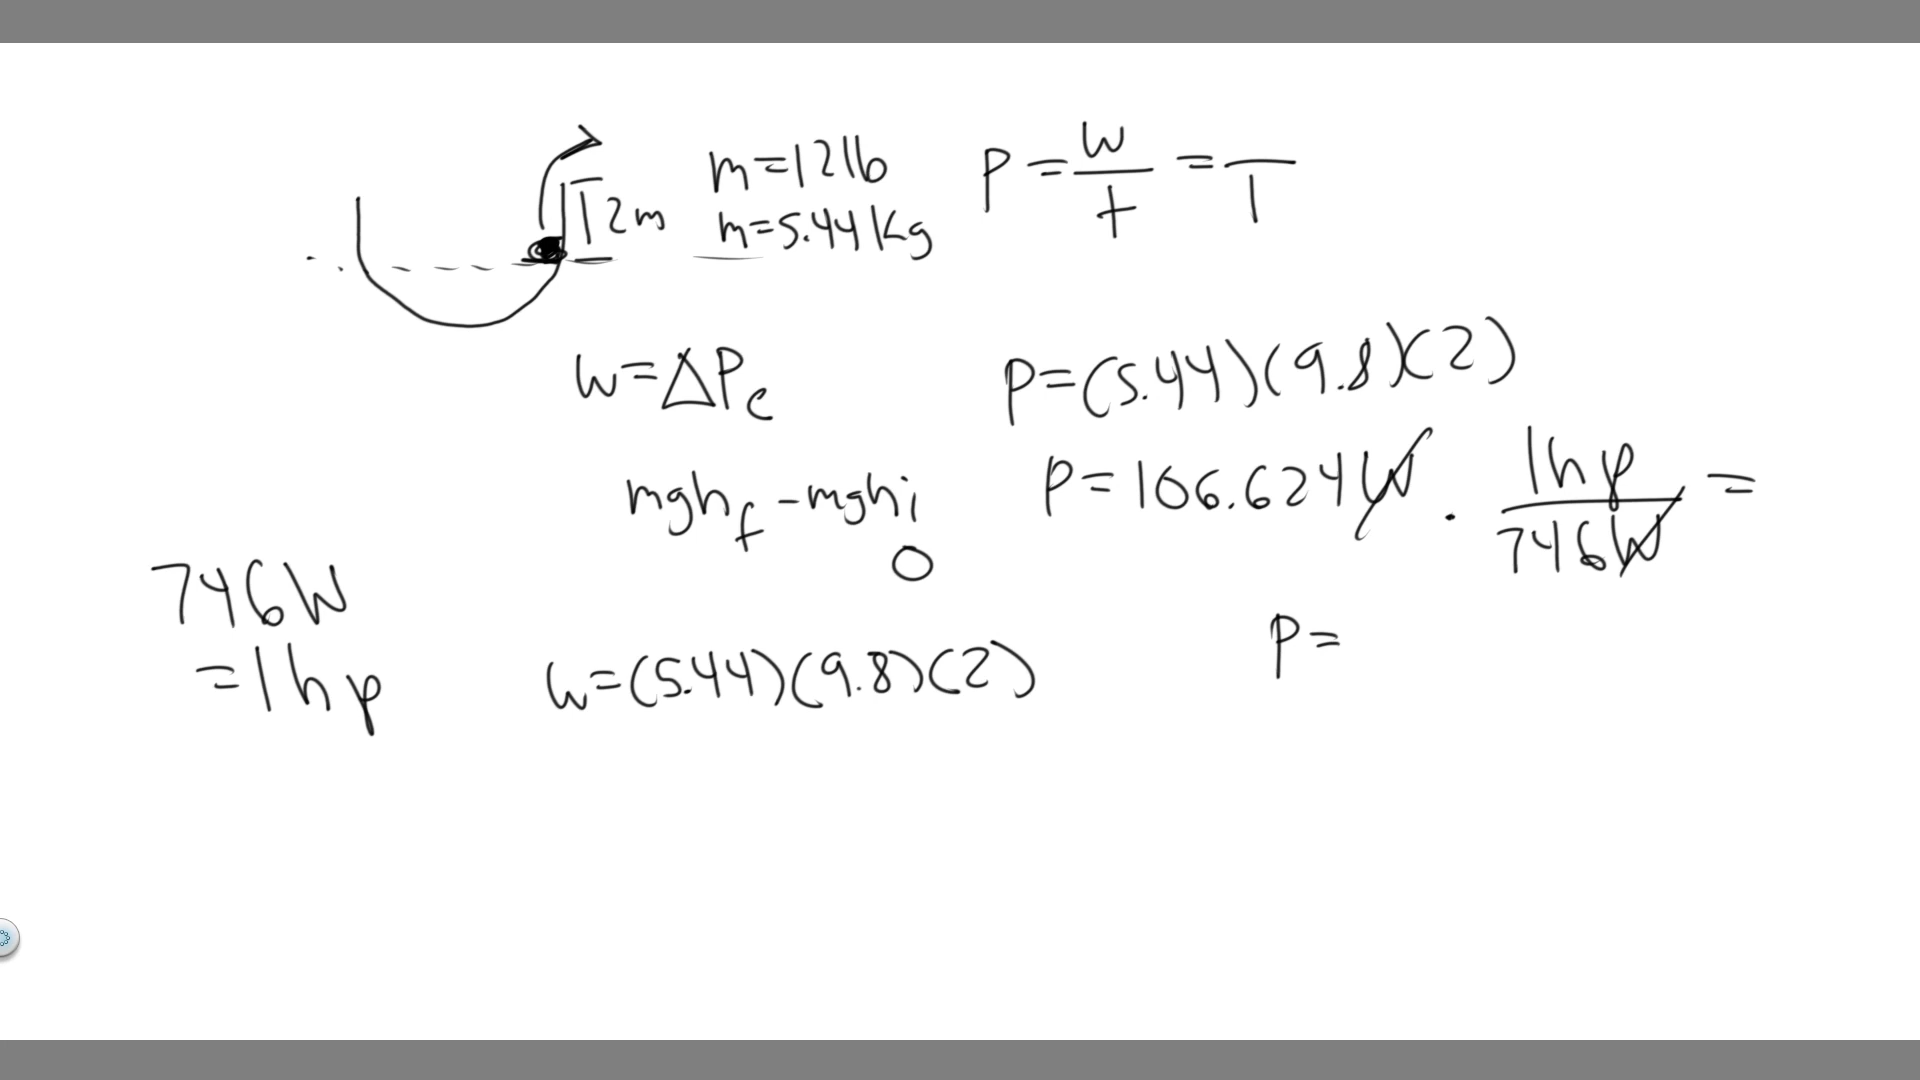 m=12lb
m=5.44Kg
2m
P=W/t=/1
W=ΔPe
P=(5.44)(9.8)(2)
mghf-mghi
0
P=106.624W · 1hp/746W =
746W
=1hp
W=(5.44)(9.8)(2)
P=